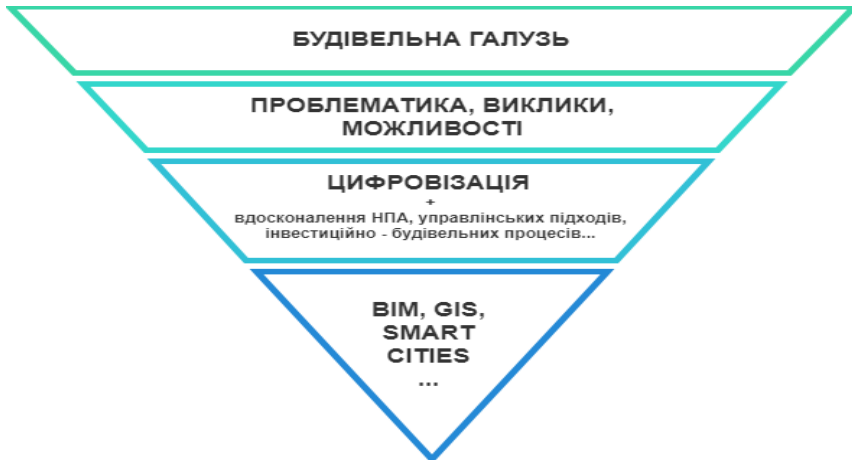 БУДІВЕЛЬНА ГАЛУЗЬ
ПРОБЛЕМАТИКА, ВИКЛИКИ,
МОЖЛИВОСТІ
ЦИФРОВІЗАЦІЯ
+
вдосконалення НПА, управлінських підходів,
інвестиційно - будівельних процесів...
BIM, GIS,
SMART
CITIES
...